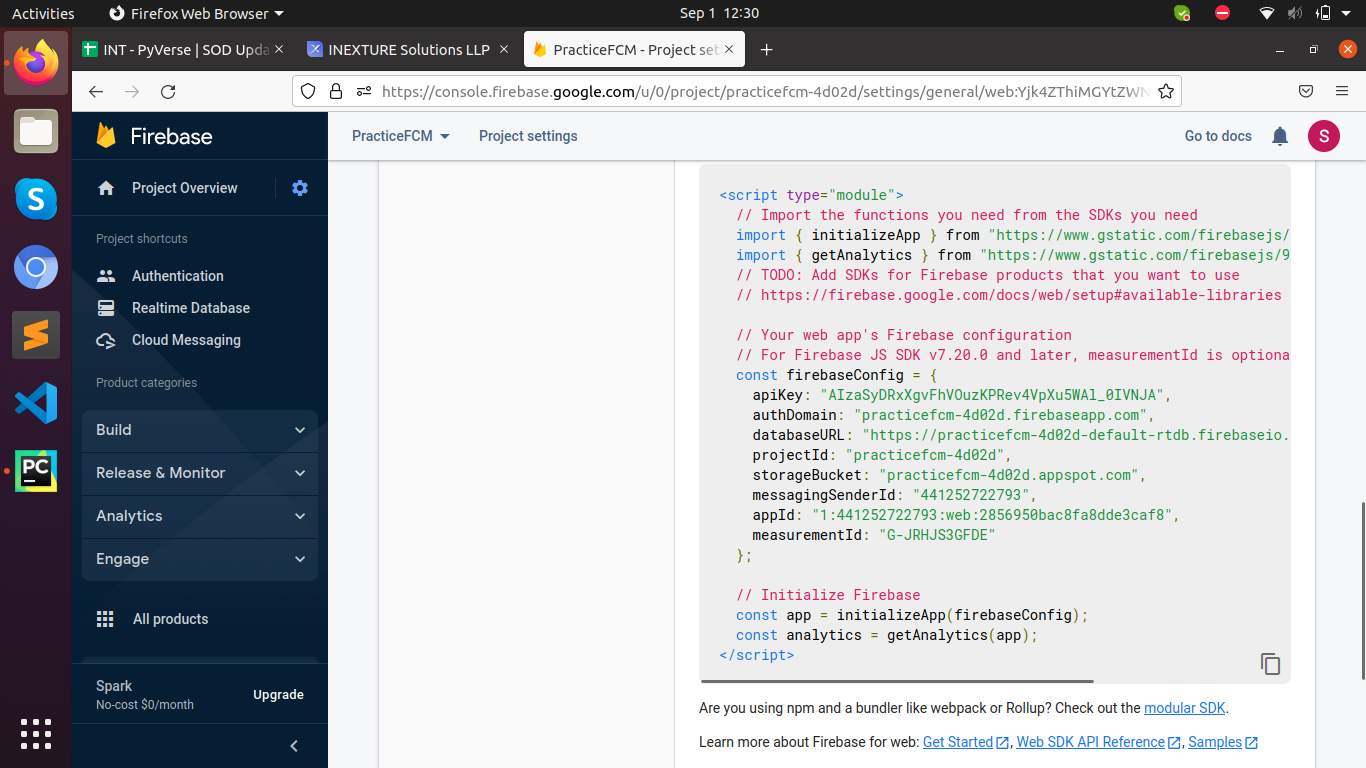 Activities
Firefox Web Browser
Sep 1 12:30
INT - PyVerse | SOD Upda
INEXTURE Solutions LLP
PracticeFCM - Project set
https://console.firebase.google.com/u/0/project/practicefcm-4d02d/settings/general/web:Yjk4ZThiMGYtZWN
Firebase
PracticeFCM
Project settings
Go to docs
S
Project Overview
Project shortcuts
Authentication
Realtime Database
Cloud Messaging
Product categories
Build
Release & Monitor
Analytics
Engage
All products
Spark
No-cost $0/month
Upgrade
<script type="module">
// Import the functions you need from the SDKs you need
import { initializeApp } from "https://www.gstatic.com/firebasejs/
import { getAnalytics } from "https://www.gstatic.com/firebasejs/9
// TODO: Add SDKs for Firebase products that you want to use
// https://firebase.google.com/docs/web/setup#available-libraries
// Your web app's Firebase configuration
// For Firebase JS SDK v7.20.0 and later, measurementId is optiona
const firebaseConfig = {
apiKey: "AIzaSyDRxXgvFhVOuzKPRev4VpXu5WAl_0IVNJA",
authDomain: "practicefcm-4d02d.firebaseapp.com",
databaseURL: "https://practicefcm-4d02d-default-rtdb.firebaseio.
projectId: "practicefcm-4d02d",
storageBucket: "practicefcm-4d02d.appspot.com",
messagingSenderId: "441252722793",
appId: "1:441252722793:web:2856950bac8fa8dde3caf8",
measurementId: "G-JRHJS3GFDE"
};
// Initialize Firebase
const app = initializeApp(firebaseConfig);
const analytics = getAnalytics(app);
</script>
Are you using npm and a bundler like webpack or Rollup? Check out the modular SDK.
Learn more about Firebase for web: Get Started, Web SDK API Reference, Samples
PC